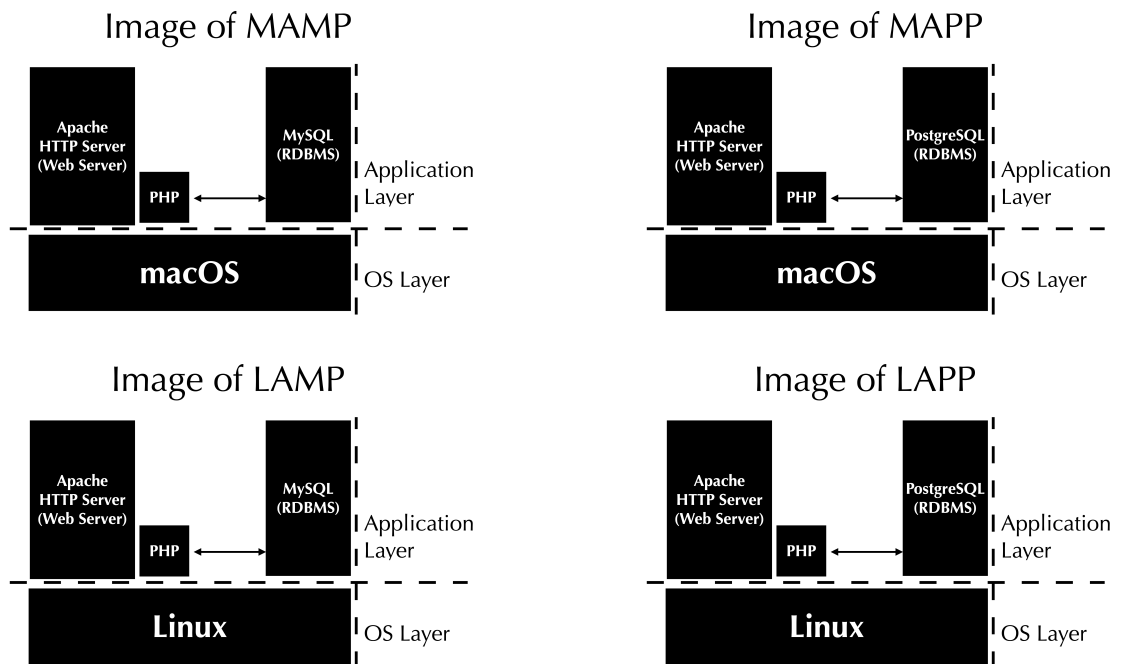 Image of MAMP
Apache
HTTP Server
(Web Server)
PHP
MySQL
(RDBMS)
Application
Layer
macOS
OS Layer
Image of MAPP
Apache
HTTP Server
(Web Server)
PHP
PostgreSQL
(RDBMS)
Application
Layer
macOS
OS Layer
Image of LAMP
Apache
HTTP Server
(Web Server)
PHP
MySQL
(RDBMS)
Application
Layer
Linux
OS Layer
Image of LAPP
Apache
HTTP Server
(Web Server)
PHP
PostgreSQL
(RDBMS)
Application
Layer
Linux
OS Layer